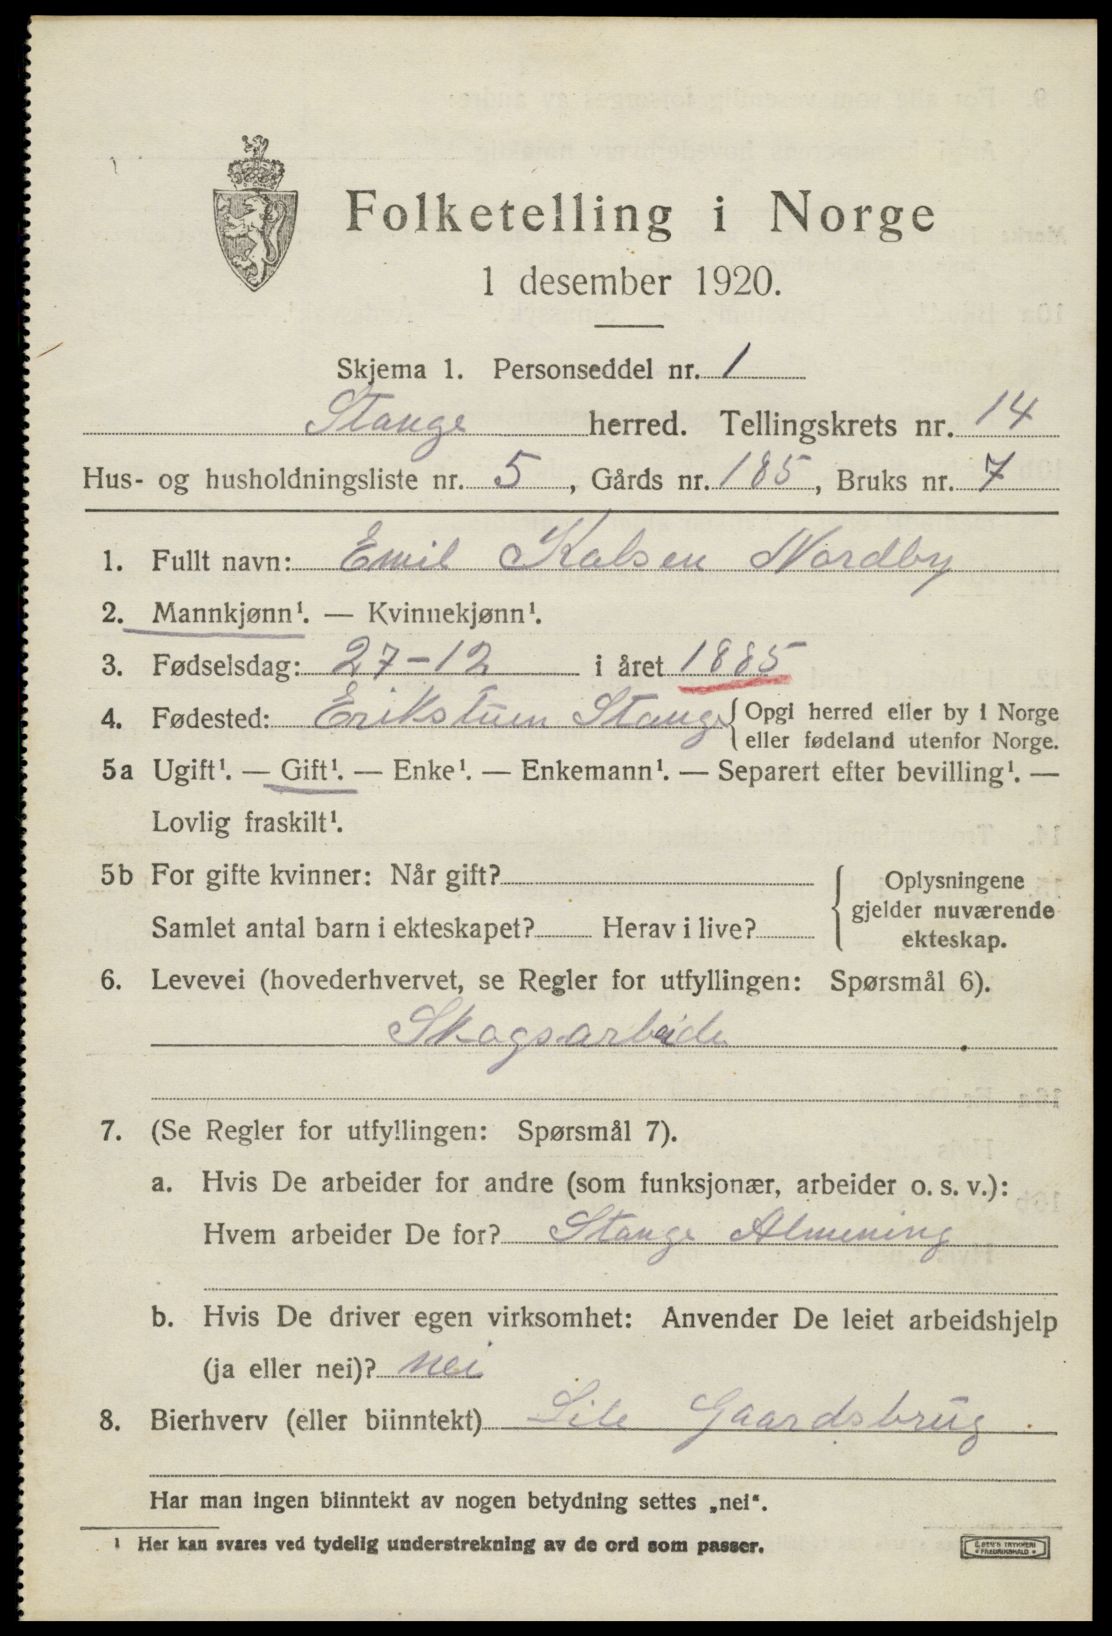 Folketelling i Norge
1 desember 1920.
Skjema 1. Personseddel nr. 1
Stange herred. Tellingskrets nr. 14
Hus- og husholdningsliste nr. 5, Gårds nr. 185, Bruks nr. 7
1. Fullt navn: Emil Kalsen Nordby
2. Mannkjønn¹. — Kvinnekjønn¹.
3. Fødselsdag: 27-12 i året 1885
4. Fødested: Erikstuen Stange { Opgi herred eller by i Norge
eller fødeland utenfor Norge.
5a Ugift¹. — Gift¹. — Enke¹. — Enkemann¹. — Separert efter bevilling¹. —
Lovlig fraskilt¹.
5b For gifte kvinner: Når gift?
Samlet antal barn i ekteskapet? Herav i live?
{ Oplysningene
gjelder nuværende
ekteskap.
6. Levevei (hovederhvervet, se Regler for utfyllingen: Spørsmål 6).
Skogsarbeide
7. (Se Regler for utfyllingen: Spørsmål 7).
a. Hvis De arbeider for andre (som funksjonær, arbeider o. s. v.):
Hvem arbeider De for? Stange Almening
b. Hvis De driver egen virksomhet: Anvender De leiet arbeidshjelp
(ja eller nei)? nei
8. Bierhverv (eller biinntekt) Lite Gaardsbrug
Har man ingen biinntekt av nogen betydning settes „nei“.
¹ Her kan svares ved tydelig understrekning av de ord som passer.